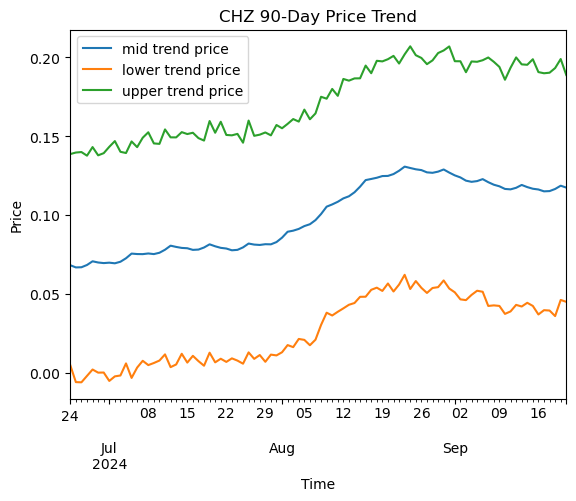 CHZ 90-Day Price Trend
mid trend price
lower trend price
upper trend price
Price
0.20
0.15
0.10
0.05
0.00
24 08 15 22 29 05 12 19 26 02 09 16
Jul Aug Sep
2024
Time